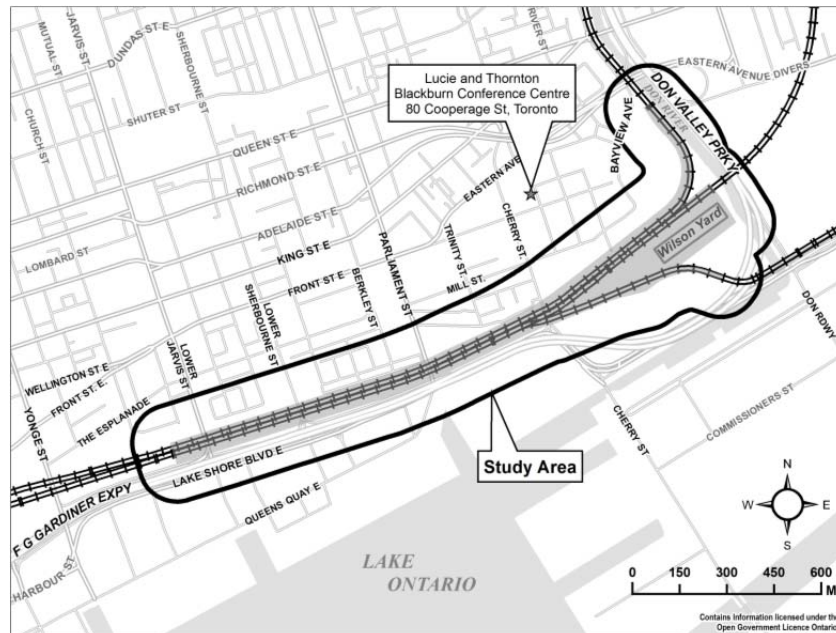 MUTUAL ST
JARVIS ST
DUNDAS ST E
SHERBOURNE ST
RIVER ST
EASTERN AVENUE DIVERS
DON VALLEY PRKY
DON RIVER
CHURCH ST
SHUTER ST
Lucie and Thornton
Blackburn Conference Centre
80 Cooperage St, Toronto
BAYVIEW AVE
QUEEN ST E
RICHMOND ST E
EASTERN AVE
ADELAIDE ST E
LOMBARD ST
KING ST E
PARLIAMENT ST
TRINITY ST.
CHERRY ST.
Wilson Yard
FRONT ST E
MILL ST.
LOWER
SHERBOURNE ST
BERKLEY ST
DON RDWY
WELLINGTON ST E
LOWER
JARVIS ST
FRONT ST. E
THE ESPLANADE
YONGE ST
CHERRY ST
COMMISSIONERS ST
LAKE SHORE BLVD E
Study Area
QUEENS QUAY E
F G GARDINER EXPY
HARBOUR ST
N
W
E
S
LAKE
ONTARIO
0 150 300 450 600
M
Contains Information licensed under the
Open Government Licence Ontario